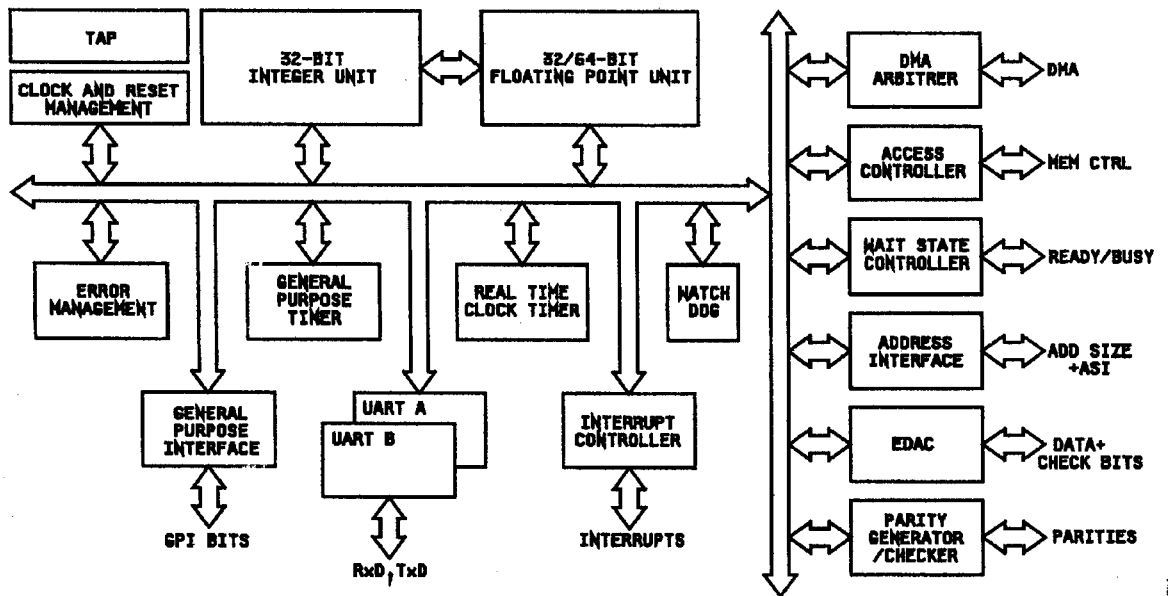 TAP
CLOCK AND RESET
MANAGEMENT
32-BIT
INTEGER UNIT
32/64-BIT
FLOATING POINT UNIT
ERROR
MANAGEMENT
GENERAL
PURPOSE
TIMER
REAL TIME
CLOCK TIMER
WATCH
DOG
GENERAL
PURPOSE
INTERFACE
UART A
UART B
INTERRUPT
CONTROLLER
GPI BITS
RxD,TxD
INTERRUPTS
DMA
ARBITRER
DMA
ACCESS
CONTROLLER
MEM CTRL
WAIT STATE
CONTROLLER
READY/BUSY
ADDRESS
INTERFACE
ADD SIZE
+ASI
EDAC
DATA+
CHECK BITS
PARITY
GENERATOR
/CHECKER
PARITIES